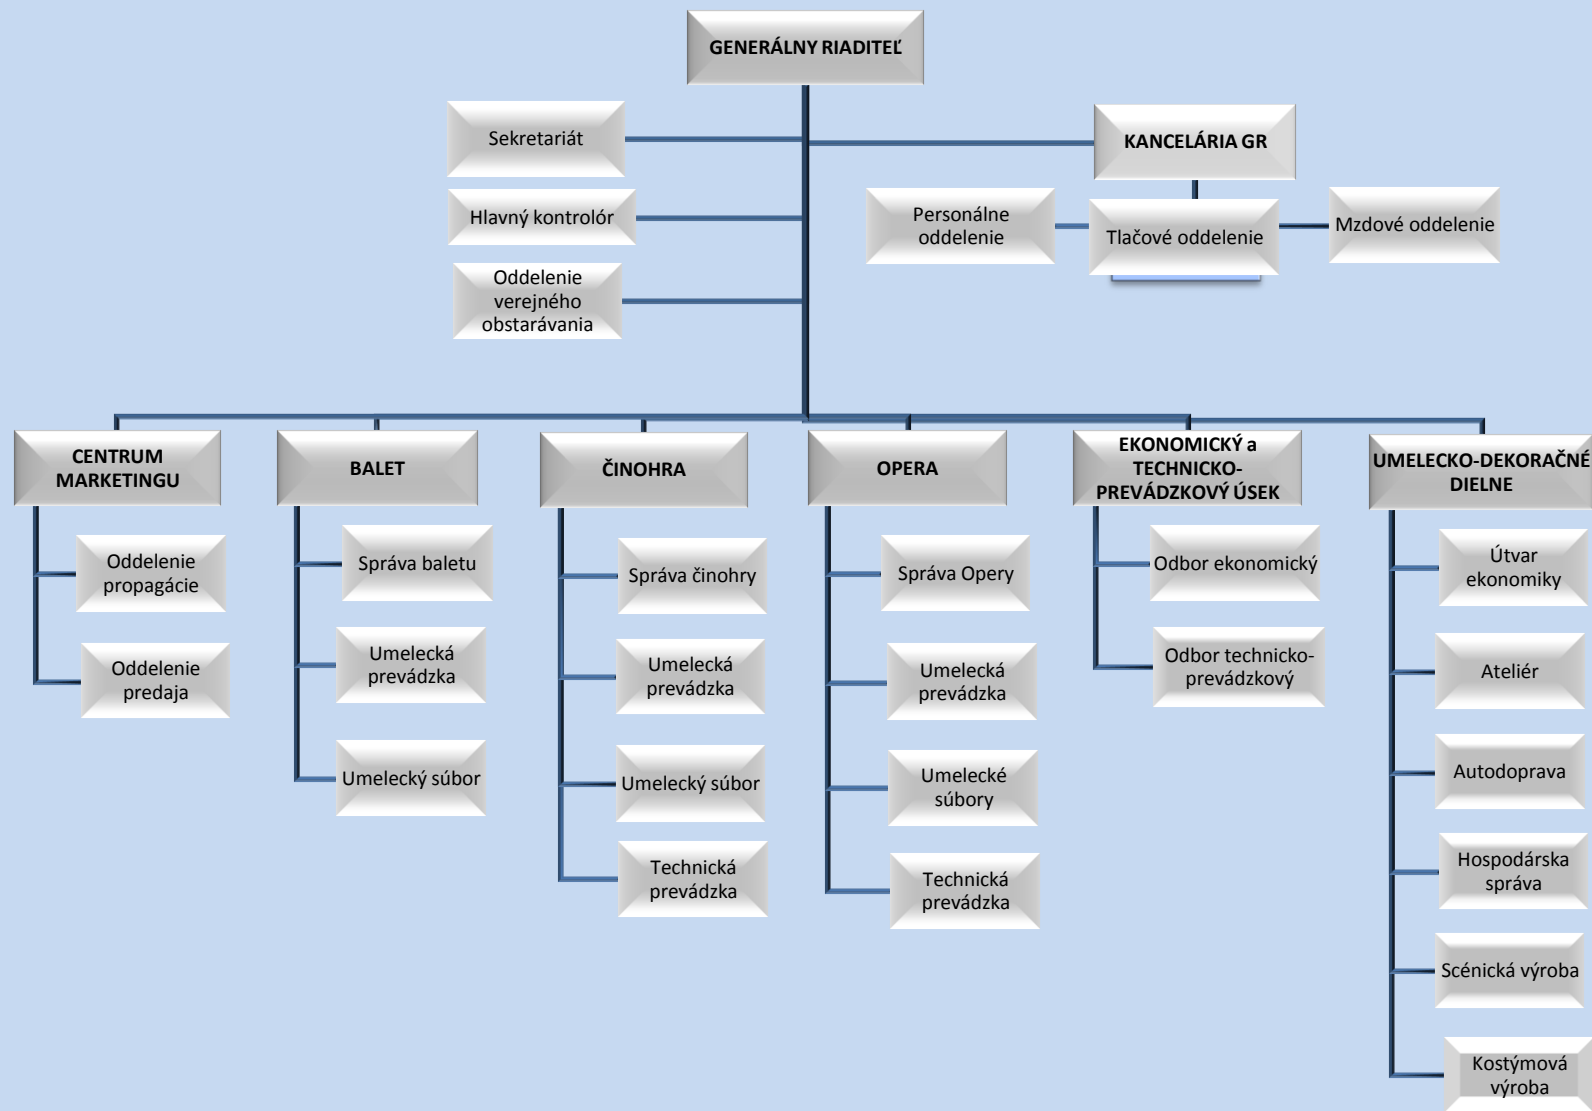 GENERÁLNY RIADITEĽ
Sekretariát
KANCELÁRIA GR
Hlavný kontrolór
Personálne
oddelenie
Tlačové oddelenie
Mzdové oddelenie
Oddelenie
verejného
obstarávania
CENTRUM
MARKETINGU
BALET
ČINOHRA
OPERA
EKONOMICKÝ a
TECHNICKO-
PREVÁDZKOVÝ ÚSEK
UMELECKO-DEKORAČNÉ
DIELNE
Oddelenie
propagácie
Oddelenie
predaja
Správa baletu
Umelecká
prevádzka
Umelecký súbor
Správa činohry
Umelecká
prevádzka
Umelecký súbor
Technická
prevádzka
Správa Opery
Umelecká
prevádzka
Umelecké
súbory
Technická
prevádzka
Odbor ekonomický
Odbor technicko-
prevádzkový
Útvar
ekonomiky
Ateliér
Autodoprava
Hospodárska
správa
Scénická výroba
Kostýmová
výroba